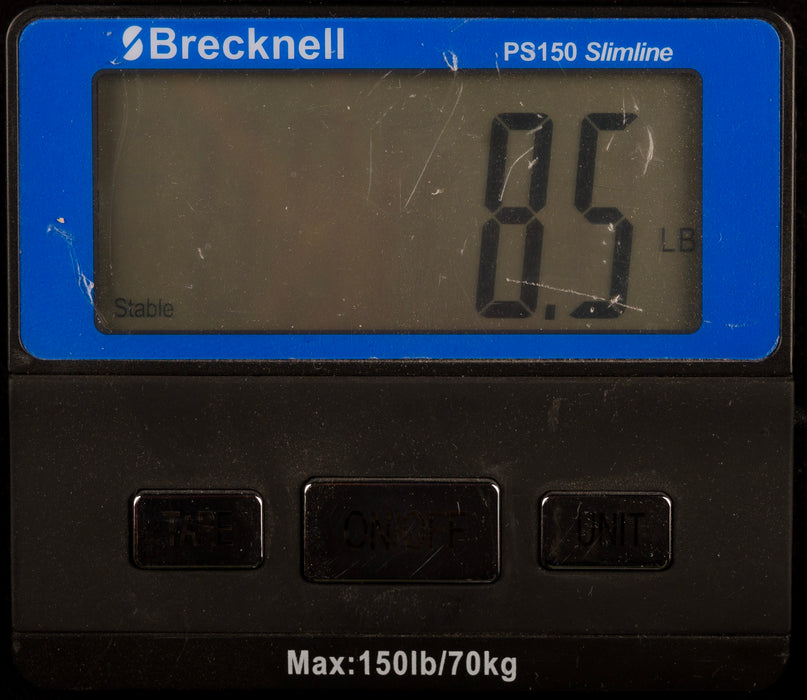 Brecknell
PS150 Slimline
8.5
LB
Stable
TARE
ON/OFF
UNIT
Max:150lb/70kg